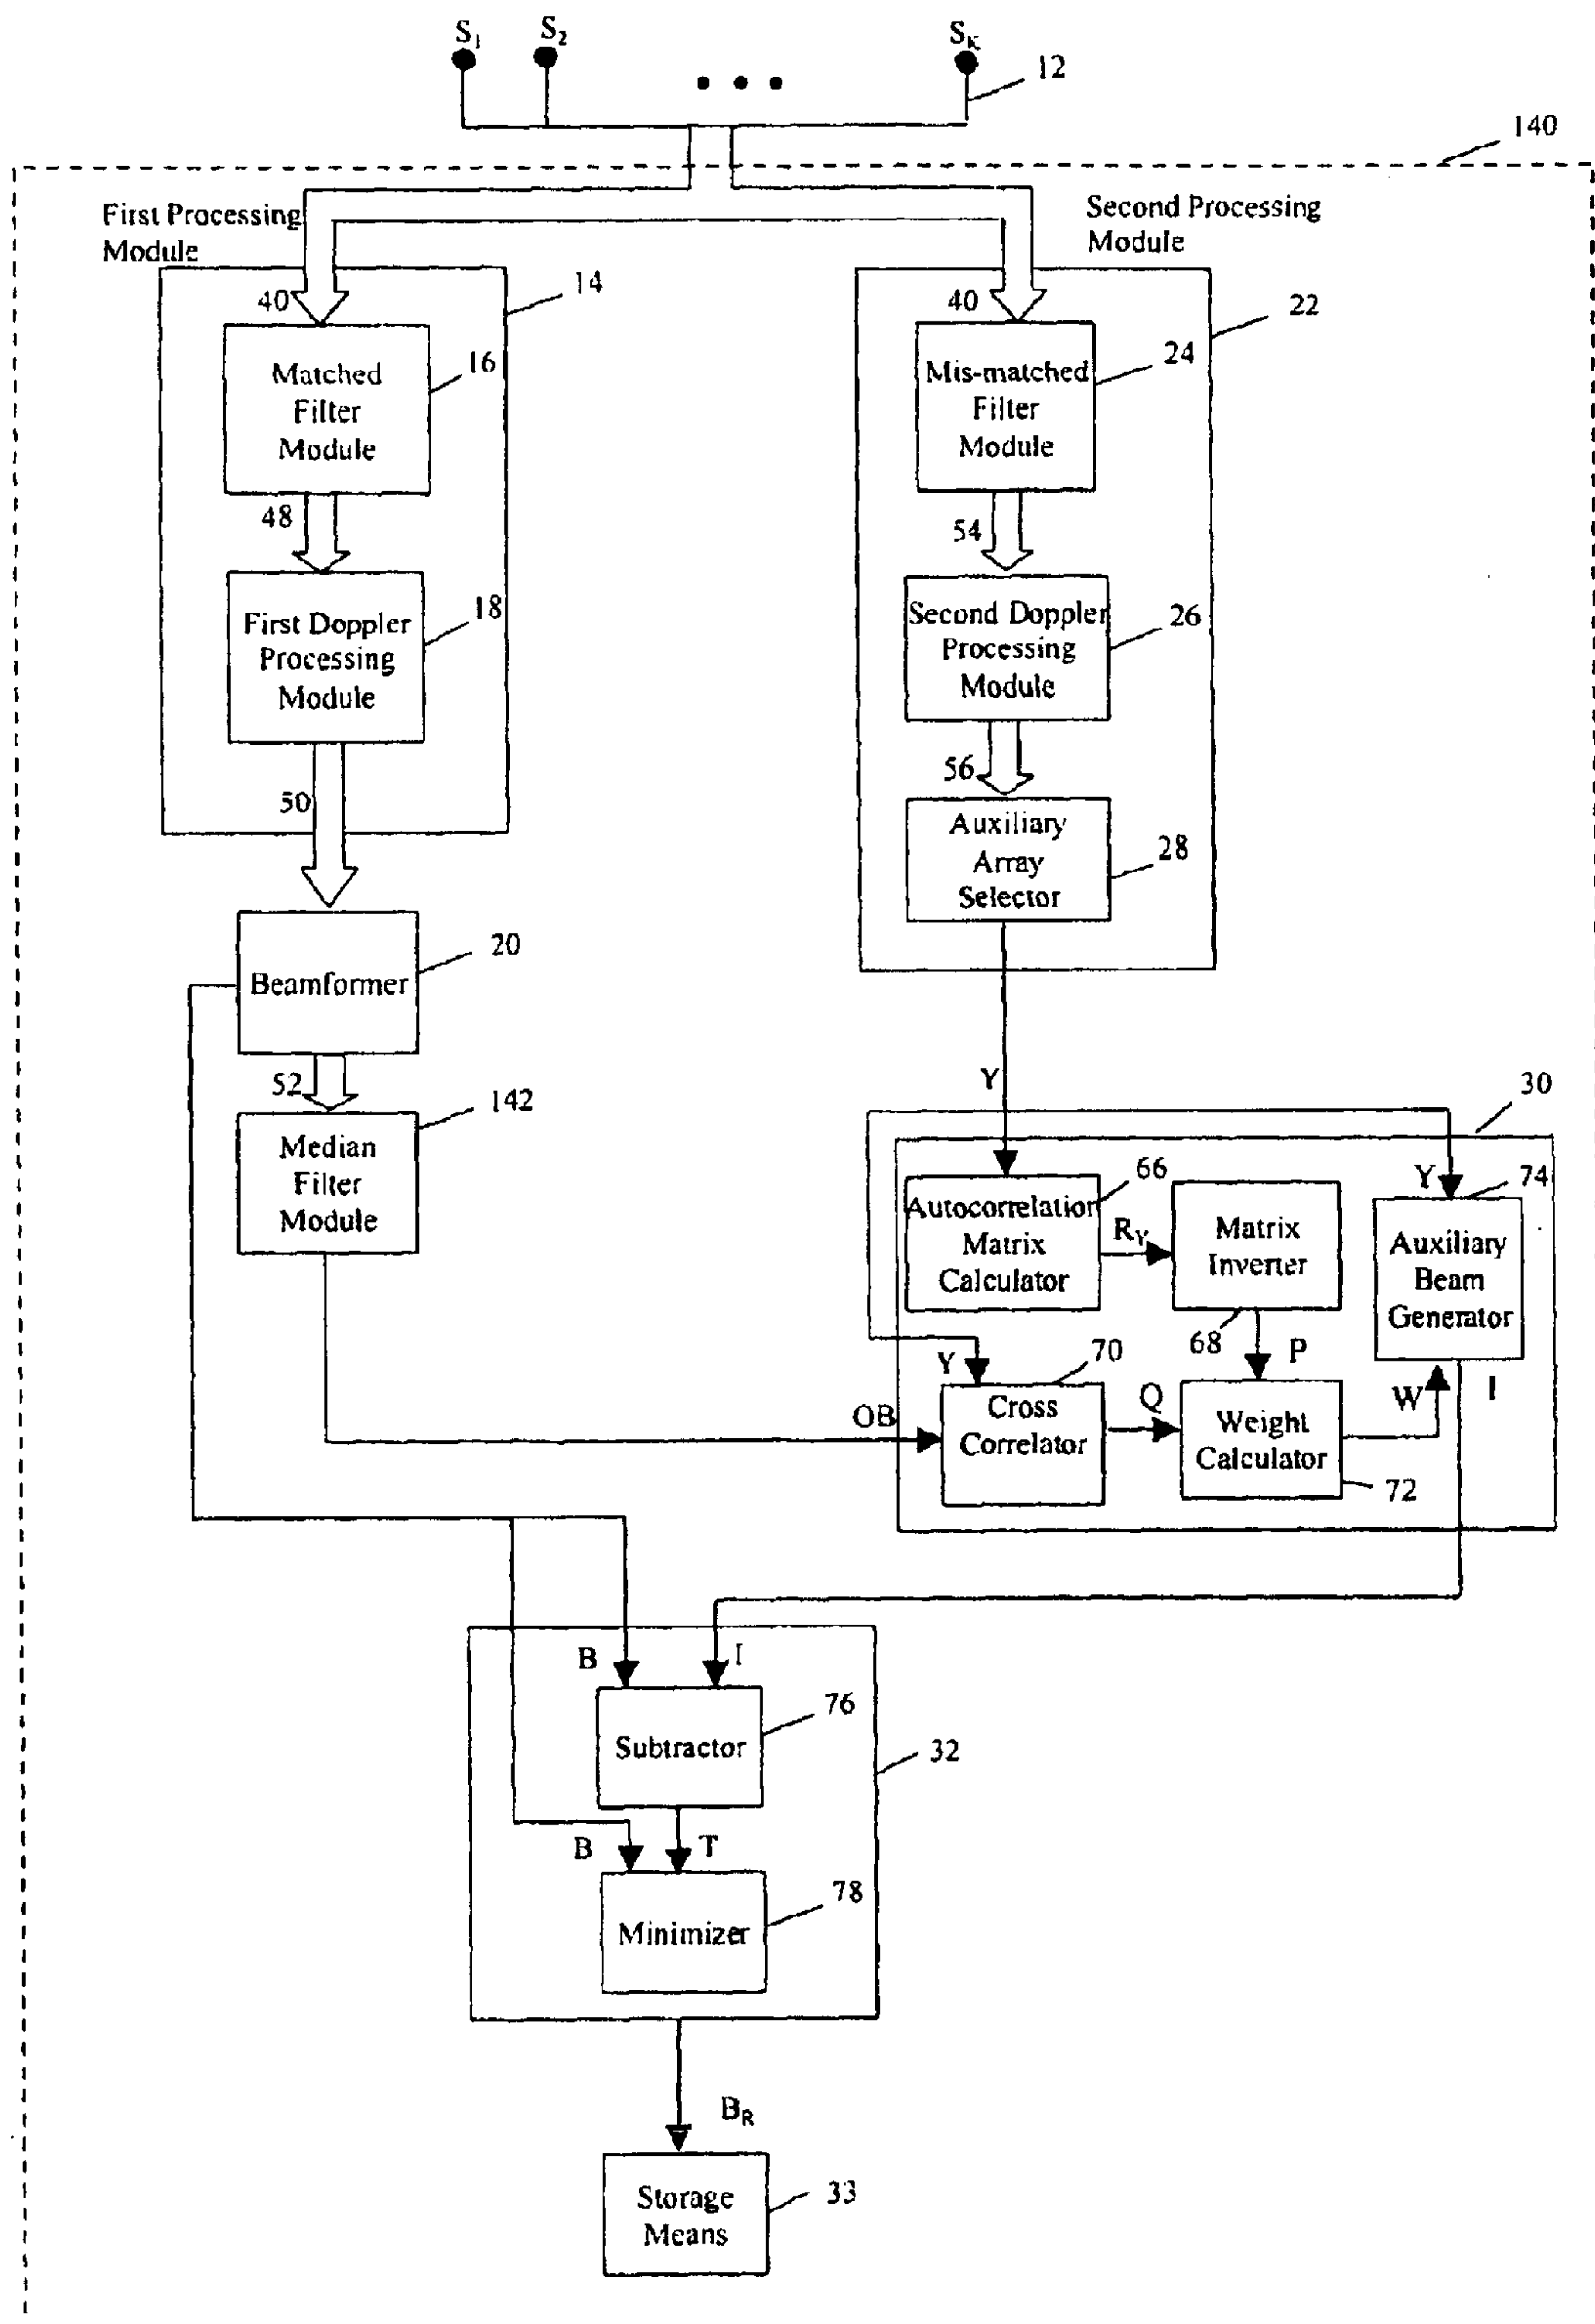 S₁ S₂ S_K
12
140
First Processing
Module
Second Processing
Module
40
14
40
22
Matched
Filter
Module
16
Mis-matched
Filter
Module
24
48
54
First Doppler
Processing
Module
18
Second Doppler
Processing
Module
26
50
56
Auxiliary
Array
Selector
28
Beamformer
20
52
Y
30
Median
Filter
Module
142
Autocorrelation
Matrix
Calculator
66
R_Y
Matrix
Inverter
68
Y
74
Auxiliary
Beam
Generator
P
Y
70
OB
Cross
Correlator
Q
Weight
Calculator
72
W
I
B
I
Subtractor
76
32
B
T
Minimizer
78
B_R
Storage
Means
33